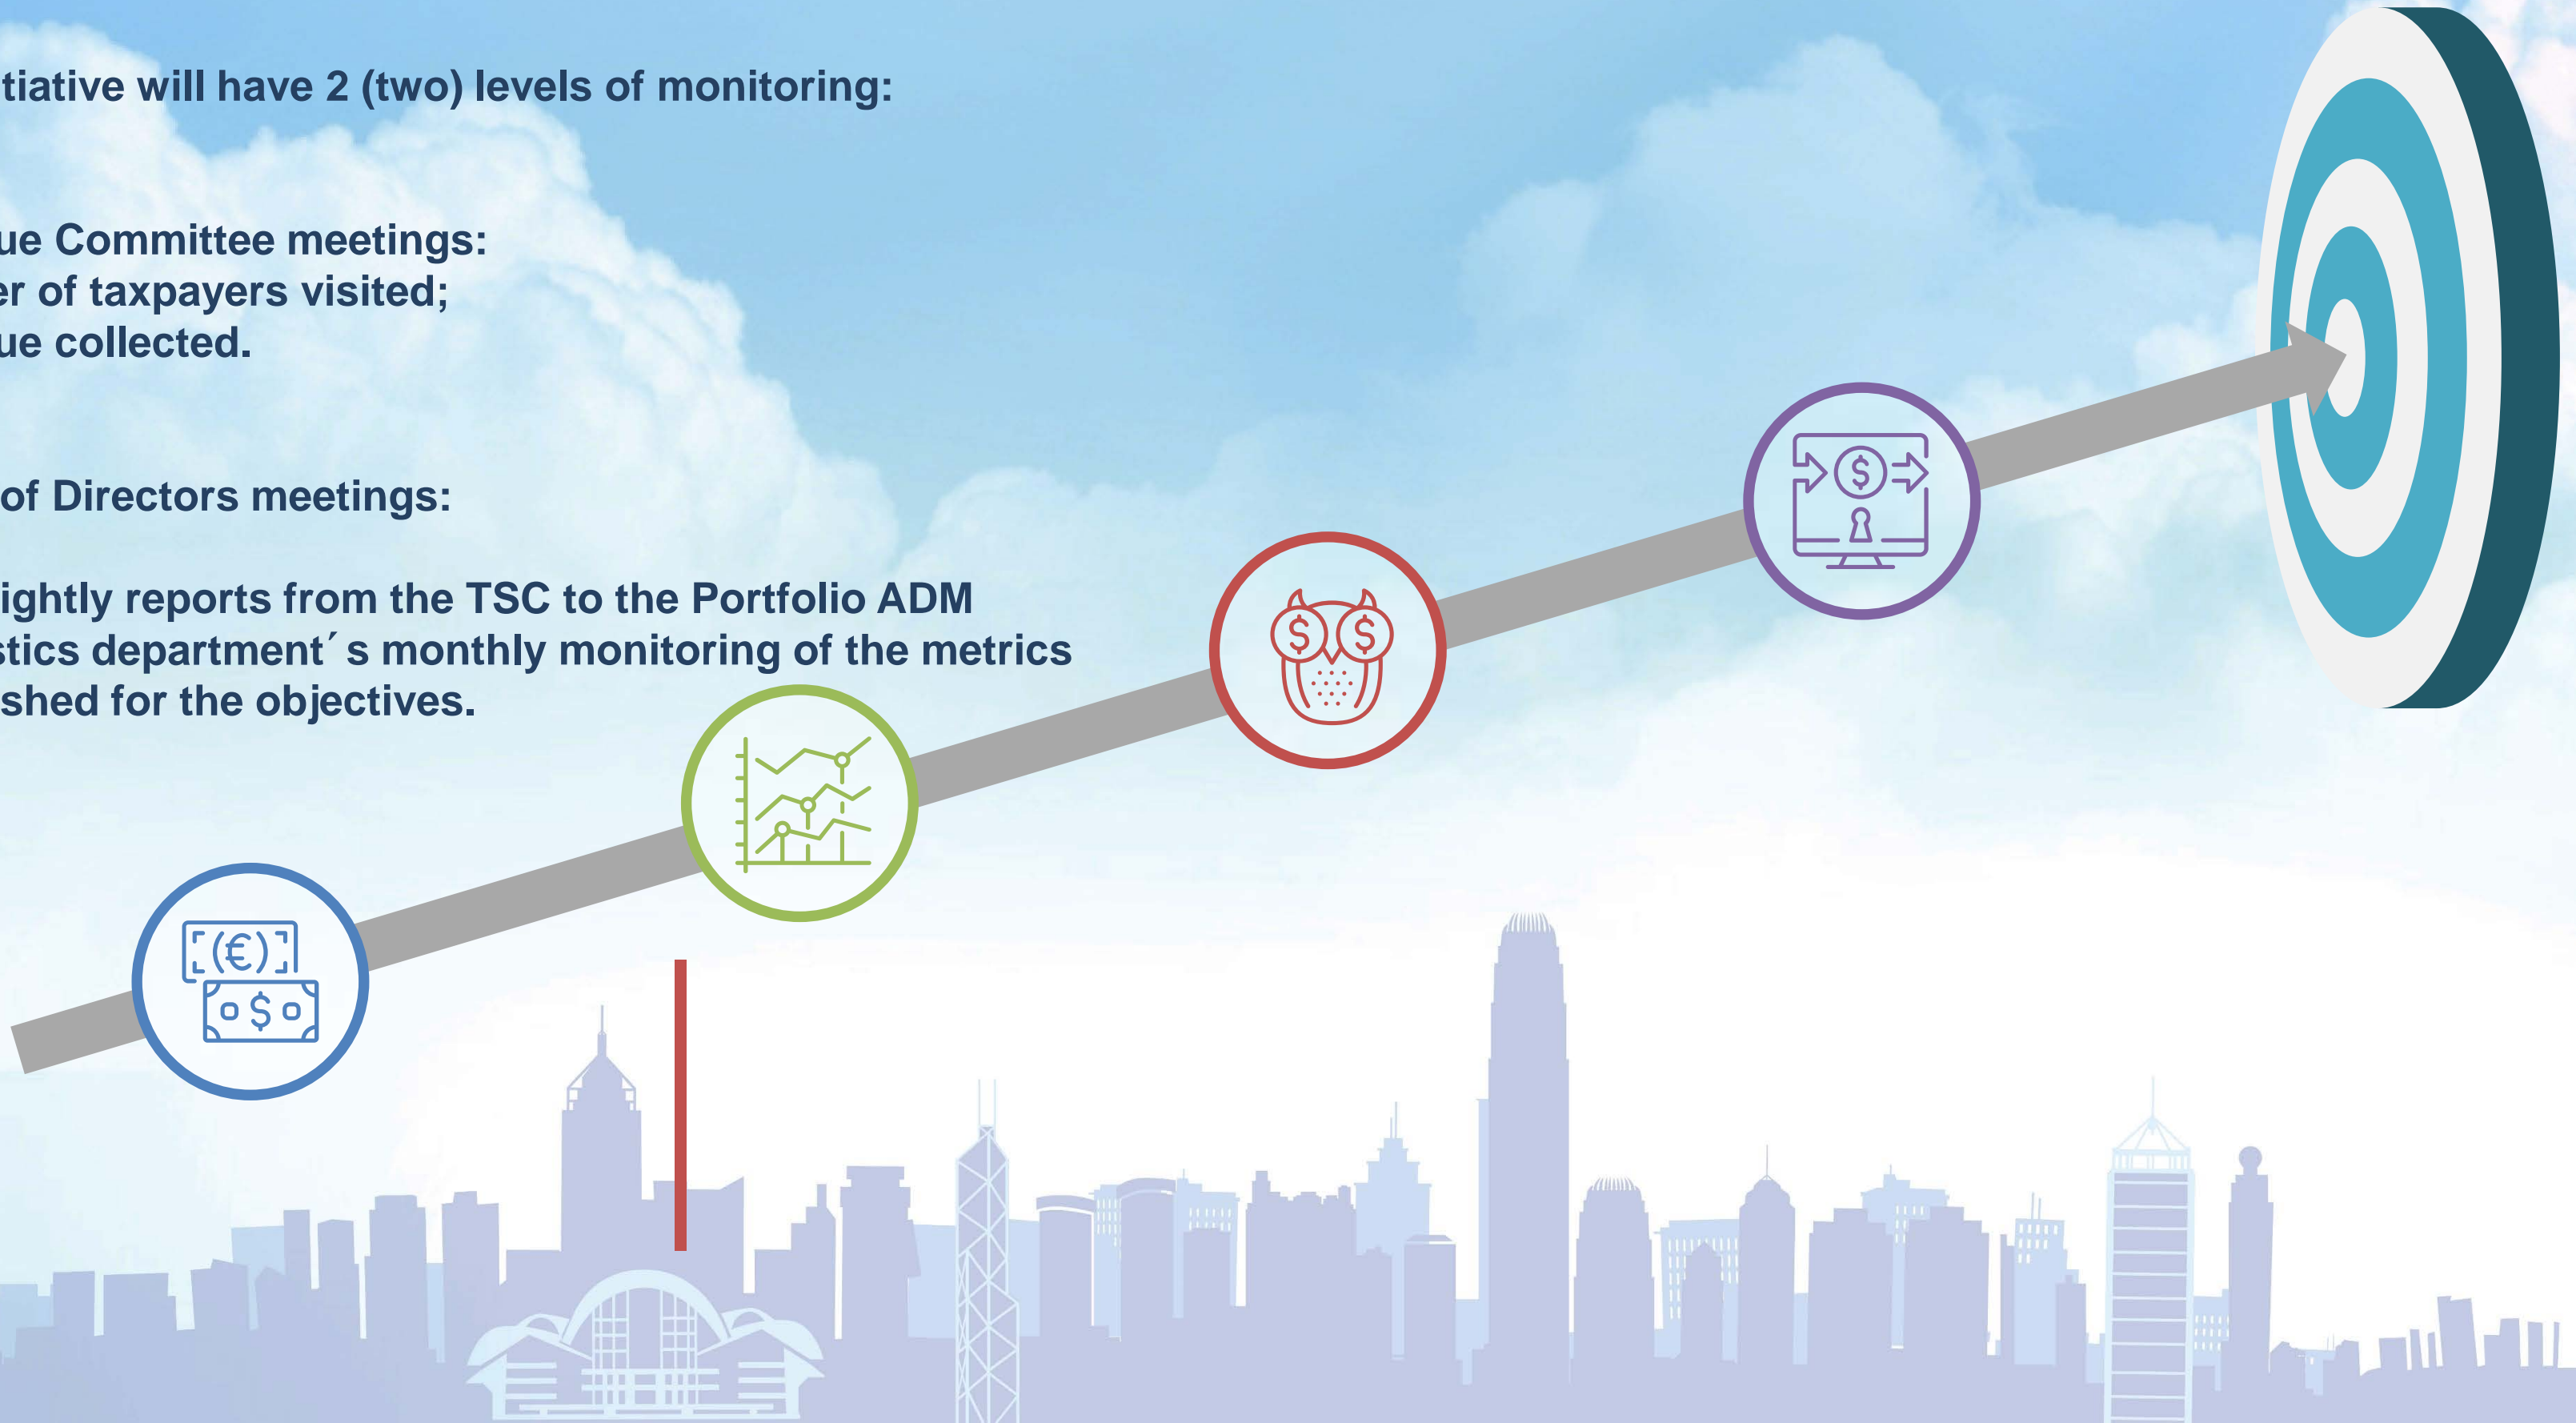 tiative will have 2 (two) levels of monitoring:
ue Committee meetings:
er of taxpayers visited;
ue collected.
of Directors meetings:
ightly reports from the TSC to the Portfolio ADM
stics department´s monthly monitoring of the metrics
shed for the objectives.
$
$ $
(€)
$